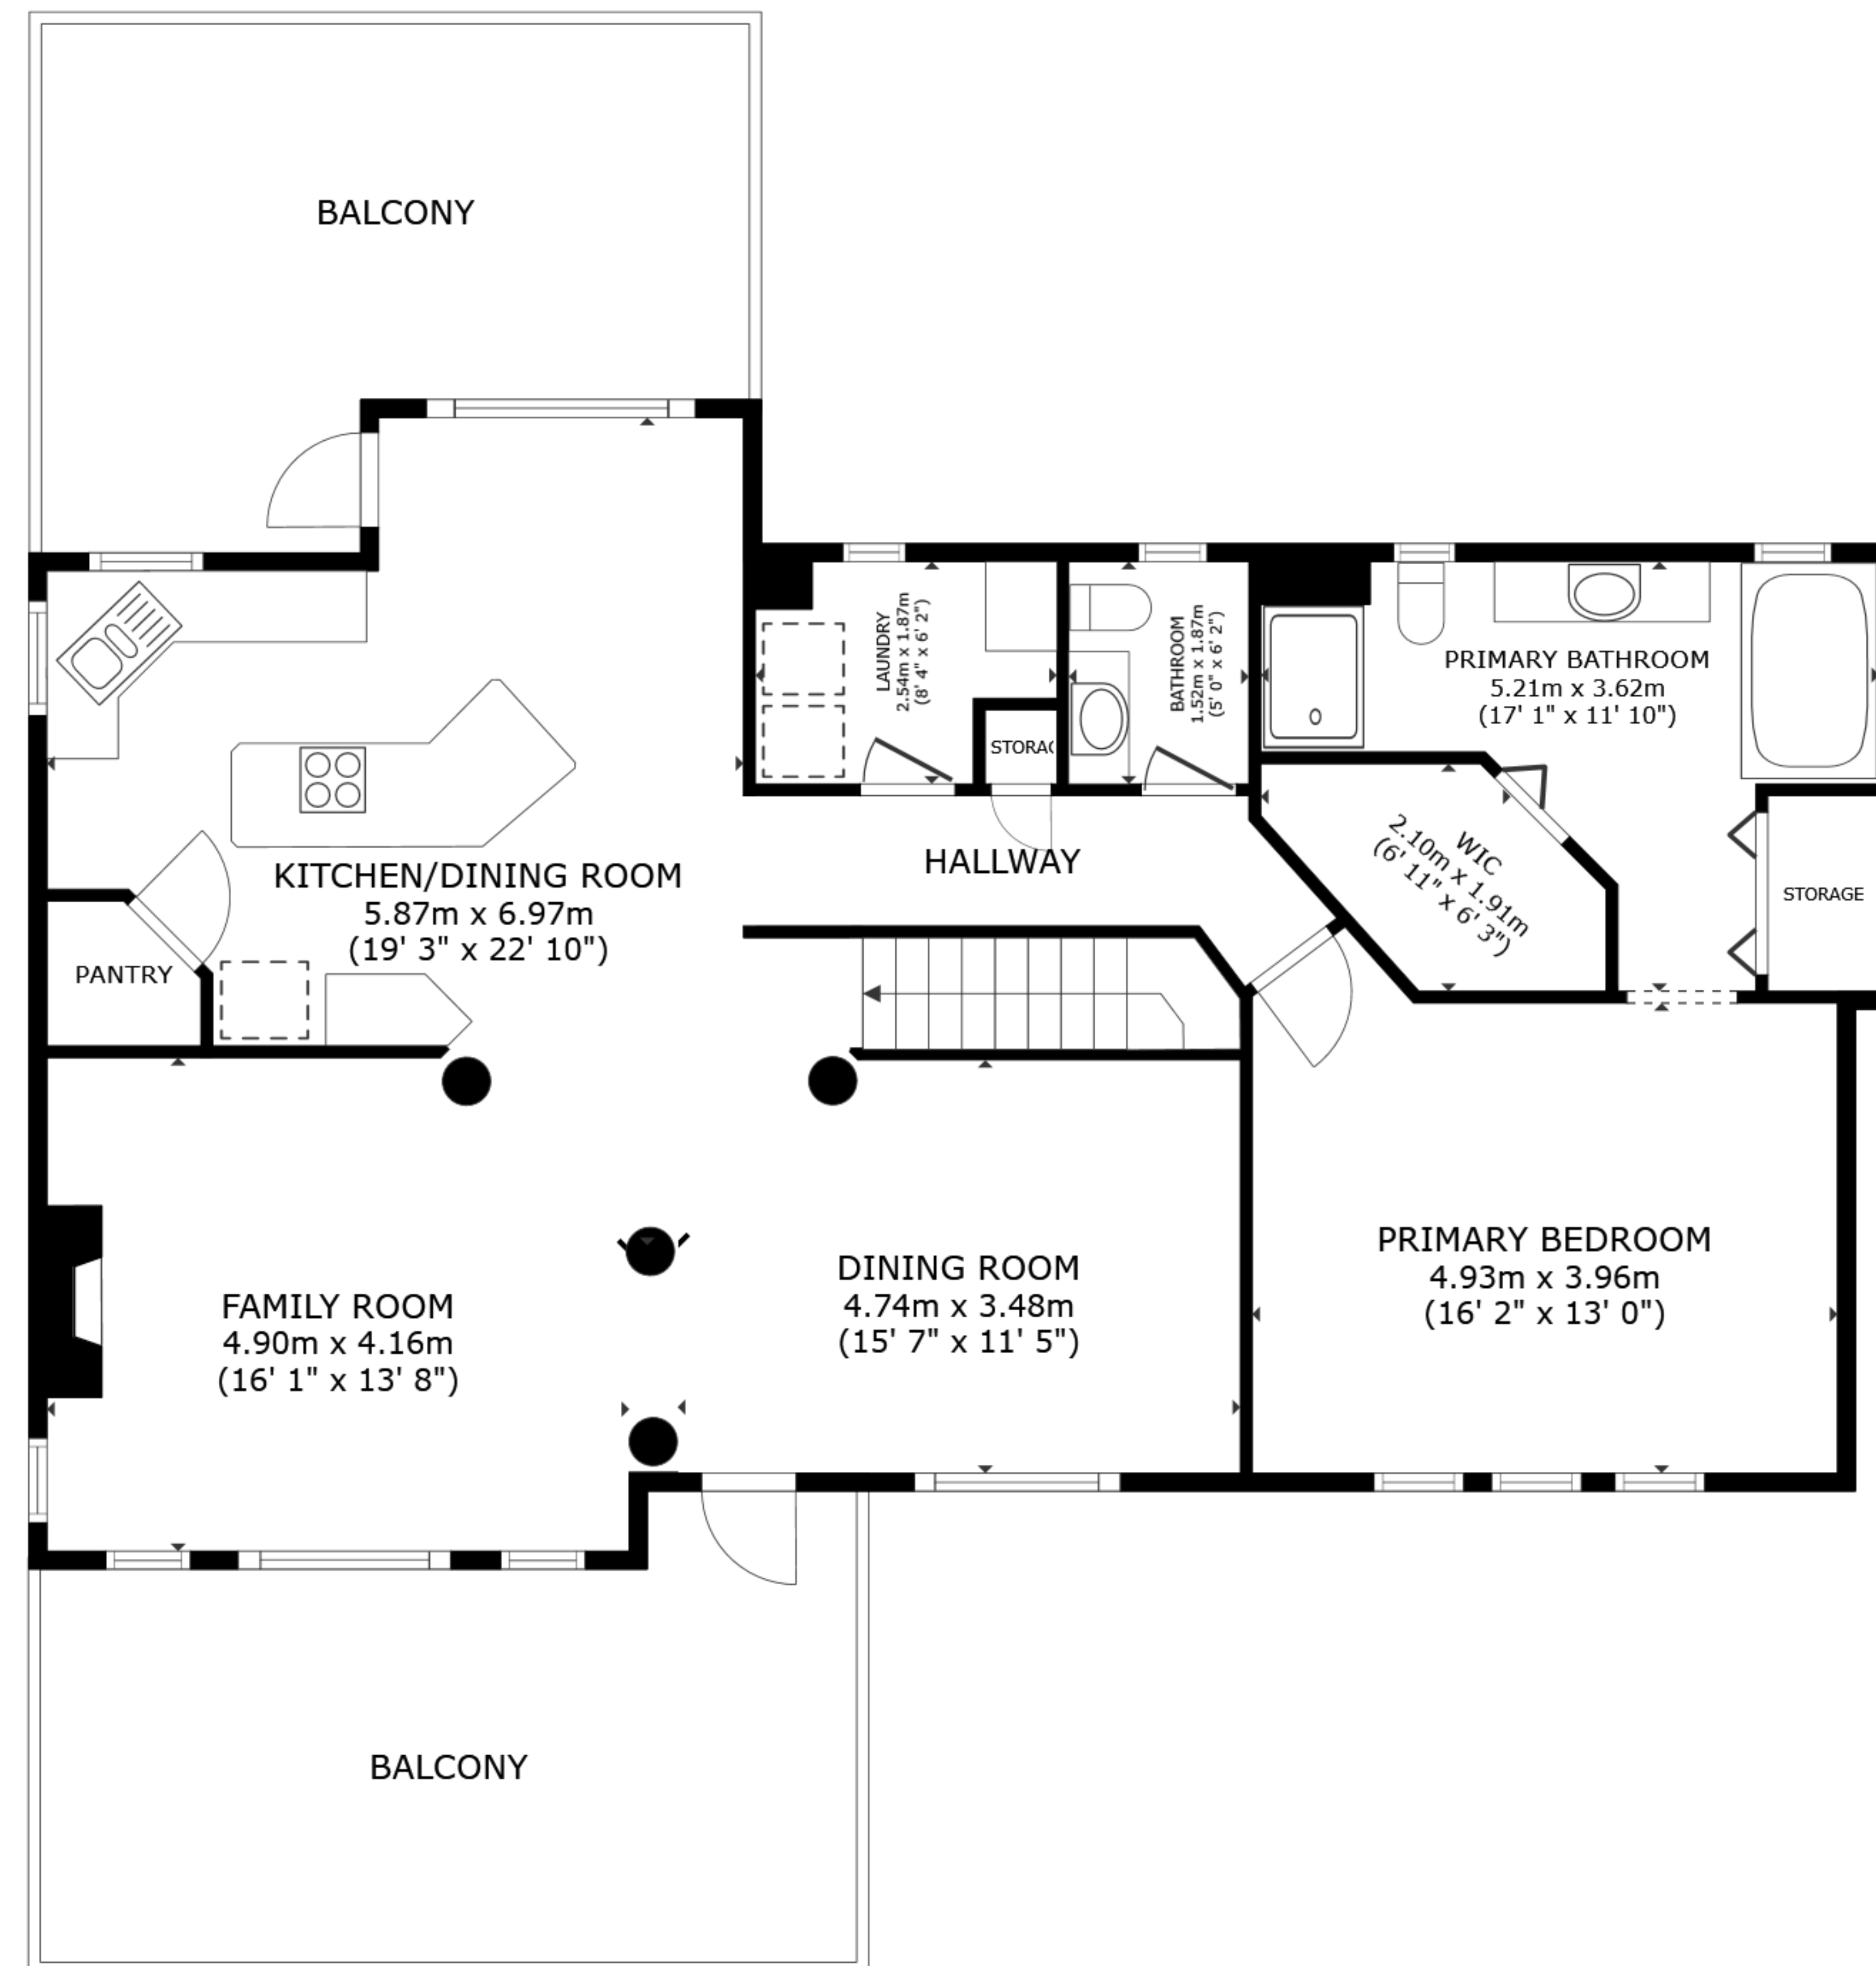 BALCONY
LAUNDRY
2.54m x 1.87m
(8' 4" x 6' 2")
BATHROOM
1.52m x 1.87m
(5' 0" x 6' 2")
PRIMARY BATHROOM
5.21m x 3.62m
(17' 1" x 11' 10")
STORAC
KITCHEN/DINING ROOM
5.87m x 6.97m
(19' 3" x 22' 10")
HALLWAY
WIC
2.10m x 1.91m
(6' 11" x 6' 3")
STORAGE
PANTRY
FAMILY ROOM
4.90m x 4.16m
(16' 1" x 13' 8")
DINING ROOM
4.74m x 3.48m
(15' 7" x 11' 5")
PRIMARY BEDROOM
4.93m x 3.96m
(16' 2" x 13' 0")
BALCONY